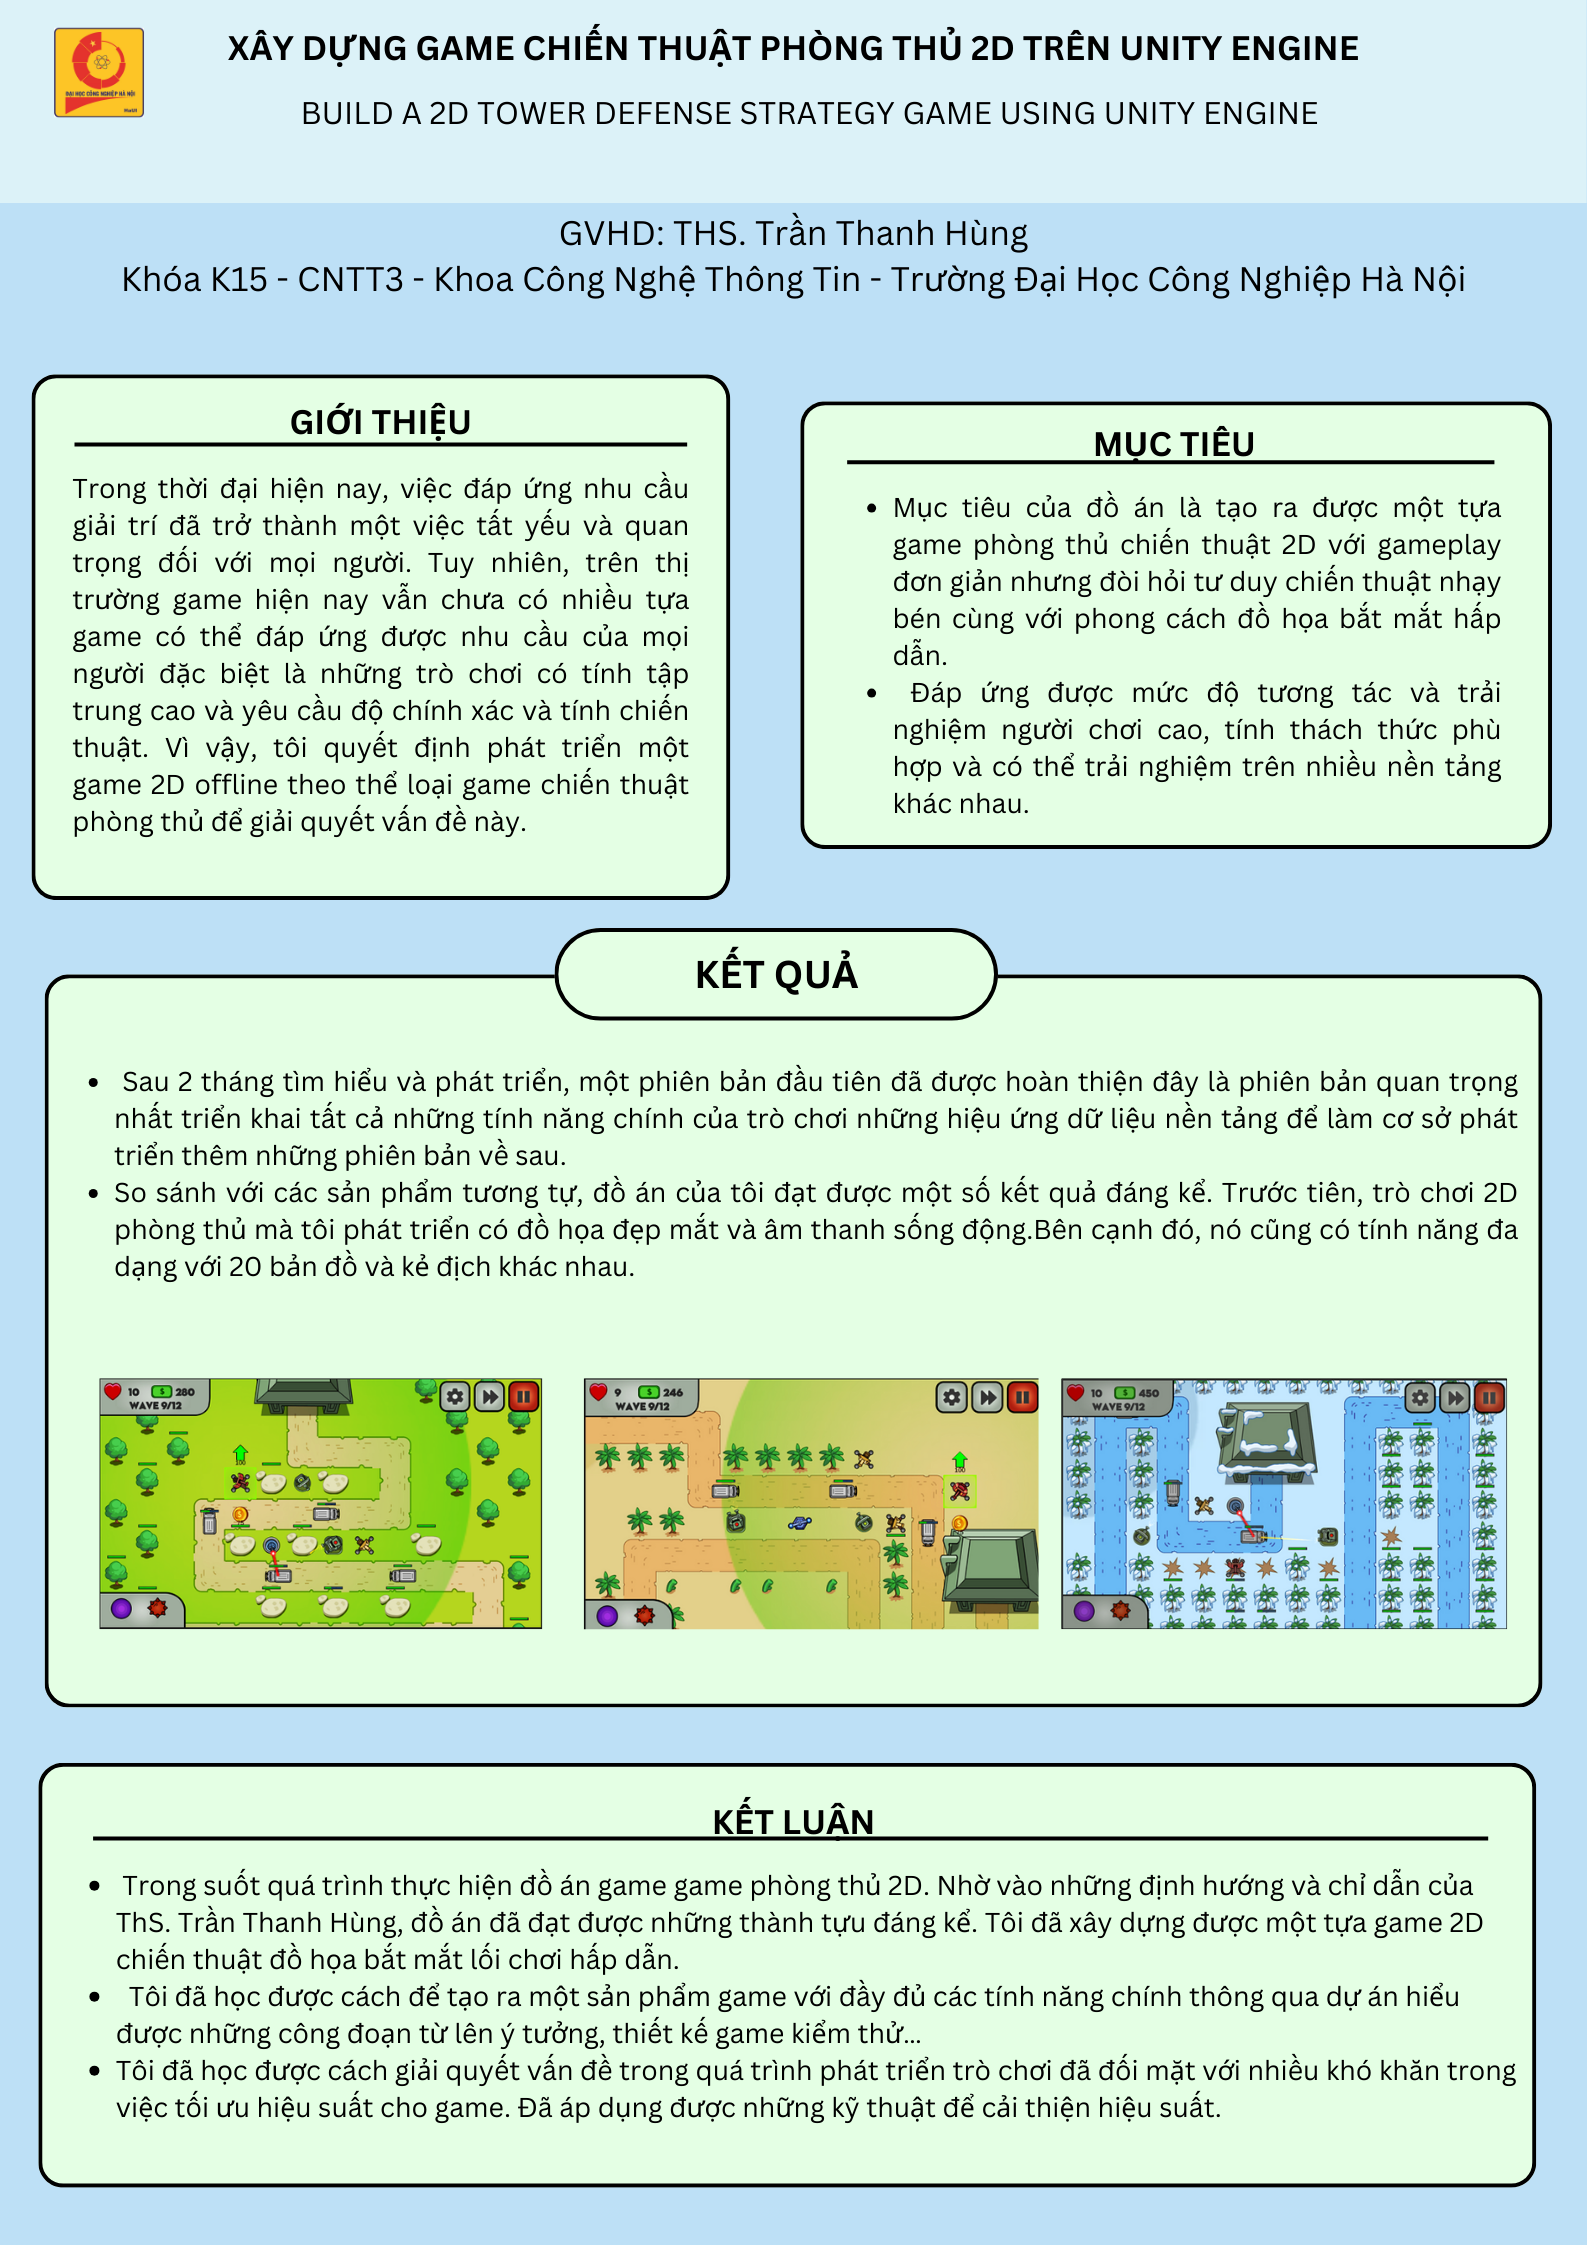 ĐẠI HỌC CÔNG NGHIỆP HÀ NỘI
XÂY DỰNG GAME CHIẾN THUẬT PHÒNG THỦ 2D TRÊN UNITY ENGINE
BUILD A 2D TOWER DEFENSE STRATEGY GAME USING UNITY ENGINE
GVHD: THS. Trần Thanh Hùng
Khóa K15 - CNTT3 - Khoa Công Nghệ Thông Tin - Trường Đại Học Công Nghiệp Hà Nội
GIỚI THIỆU
Trong thời đại hiện nay, việc đáp ứng nhu cầu
giải trí đã trở thành một việc tất yếu và quan
trọng đối với mọi người. Tuy nhiên, trên thị
trường game hiện nay vẫn chưa có nhiều tựa
game có thể đáp ứng được nhu cầu của mọi
người đặc biệt là những trò chơi có tính tập
trung cao và yêu cầu độ chính xác và tính chiến
thuật. Vì vậy, tôi quyết định phát triển một
game 2D offline theo thể loại game chiến thuật
phòng thủ để giải quyết vấn đề này.
MỤC TIÊU
• Mục tiêu của đồ án là tạo ra được một tựa
game phòng thủ chiến thuật 2D với gameplay
đơn giản nhưng đòi hỏi tư duy chiến thuật nhạy
bén cùng với phong cách đồ họa bắt mắt hấp
dẫn.
• Đáp ứng được mức độ tương tác và trải
nghiệm người chơi cao, tính thách thức phù
hợp và có thể trải nghiệm trên nhiều nền tảng
khác nhau.
KẾT QUẢ
• Sau 2 tháng tìm hiểu và phát triển, một phiên bản đầu tiên đã được hoàn thiện đây là phiên bản quan trọng
nhất triển khai tất cả những tính năng chính của trò chơi những hiệu ứng dữ liệu nền tảng để làm cơ sở phát
triển thêm những phiên bản về sau.
• So sánh với các sản phẩm tương tự, đồ án của tôi đạt được một số kết quả đáng kể. Trước tiên, trò chơi 2D
phòng thủ mà tôi phát triển có đồ họa đẹp mắt và âm thanh sống động.Bên cạnh đó, nó cũng có tính năng đa
dạng với 20 bản đồ và kẻ địch khác nhau.
10 $ 280
WAVE 9/12
100
9 $ 246
WAVE 9/12
100
10 $ 450
WAVE 9/12
KẾT LUẬN
• Trong suốt quá trình thực hiện đồ án game game phòng thủ 2D. Nhờ vào những định hướng và chỉ dẫn của
ThS. Trần Thanh Hùng, đồ án đã đạt được những thành tựu đáng kể. Tôi đã xây dựng được một tựa game 2D
chiến thuật đồ họa bắt mắt lối chơi hấp dẫn.
• Tôi đã học được cách để tạo ra một sản phẩm game với đầy đủ các tính năng chính thông qua dự án hiểu
được những công đoạn từ lên ý tưởng, thiết kế game kiểm thử...
• Tôi đã học được cách giải quyết vấn đề trong quá trình phát triển trò chơi đã đối mặt với nhiều khó khăn trong
việc tối ưu hiệu suất cho game. Đã áp dụng được những kỹ thuật để cải thiện hiệu suất.